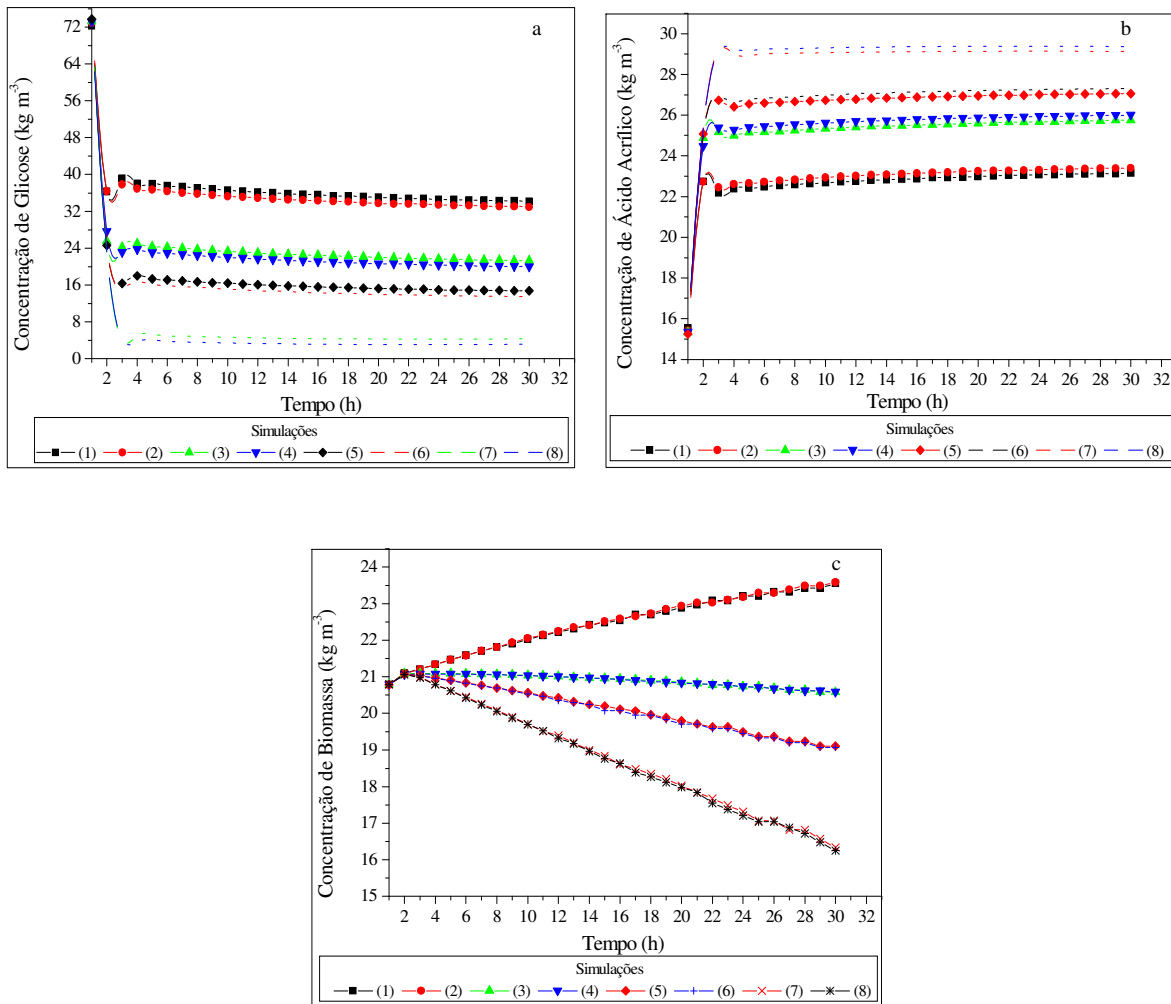 a
Concentração de Glicose (kg m-3)
72
64
56
48
40
32
24
16
8
0
2 4 6 8 10 12 14 16 18 20 22 24 26 28 30 32
Tempo (h)
Simulações
(1) (2) (3) (4) (5) (6) (7) (8)
b
Concentração de Ácido Acrílico (kg m-3)
30
28
26
24
22
20
18
16
14
2 4 6 8 10 12 14 16 18 20 22 24 26 28 30 32
Tempo (h)
Simulações
(1) (2) (3) (4) (5) (6) (7) (8)
c
Concentração de Biomassa (kg m-3)
24
23
22
21
20
19
18
17
16
15
2 4 6 8 10 12 14 16 18 20 22 24 26 28 30 32
Tempo (h)
Simulações
(1) (2) (3) (4) (5) (6) (7) (8)